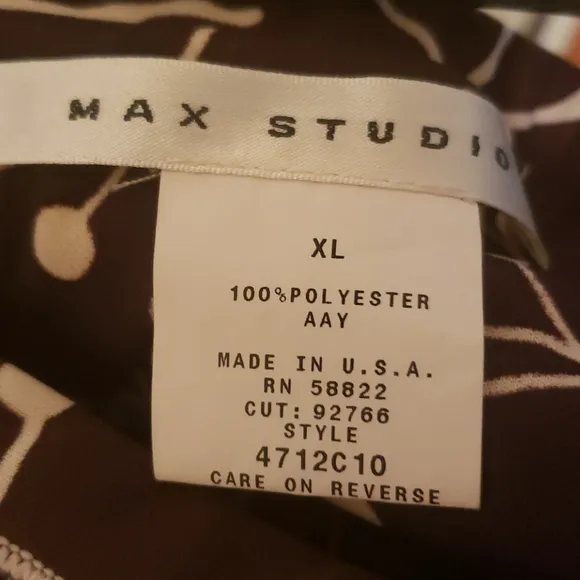 MAX STUDIO
XL
100%POLYESTER
AAY
MADE IN U.S.A.
RN 58822
CUT: 92766
STYLE
4712C10
CARE ON REVERSE